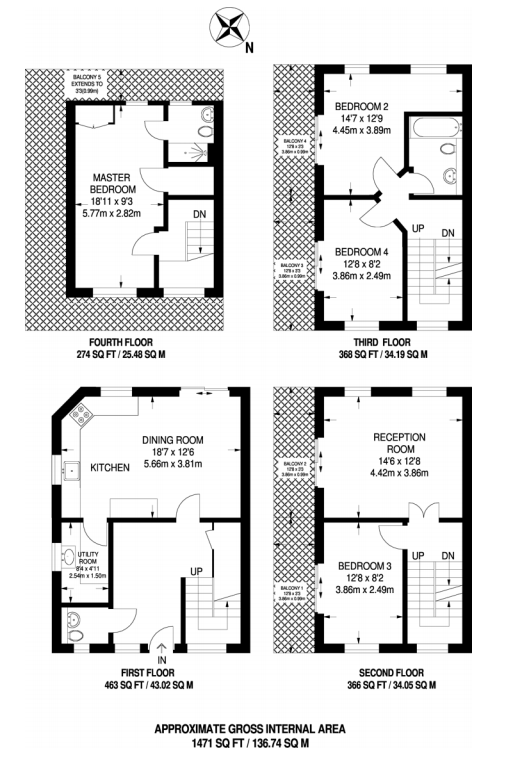 N
BALCONY 5
EXTENDS TO
3'3(0.99m)
MASTER
BEDROOM
18'11 x 9'3
5.77m x 2.82m
DN
FOURTH FLOOR
274 SQ FT / 25.48 SQ M
BEDROOM 2
14'7 x 12'9
4.45m x 3.89m
BALCONY 4
12'8 x 3'3
3.86m x 0.99m
BEDROOM 4
12'8 x 8'2
3.86m x 2.49m
BALCONY 3
12'8 x 3'3
3.86m x 0.99m
UP
DN
THIRD FLOOR
368 SQ FT / 34.19 SQ M
DINING ROOM
18'7 x 12'6
5.66m x 3.81m
KITCHEN
UTILITY
ROOM
8'4 x 4'11
2.54m x 1.50m
UP
IN
FIRST FLOOR
463 SQ FT / 43.02 SQ M
RECEPTION
ROOM
14'6 x 12'8
4.42m x 3.86m
BALCONY 2
12'8 x 3'3
3.86m x 0.99m
BEDROOM 3
12'8 x 8'2
3.86m x 2.49m
BALCONY 1
12'8 x 3'3
3.86m x 0.99m
UP
DN
SECOND FLOOR
366 SQ FT / 34.05 SQ M
APPROXIMATE GROSS INTERNAL AREA
1471 SQ FT / 136.74 SQ M